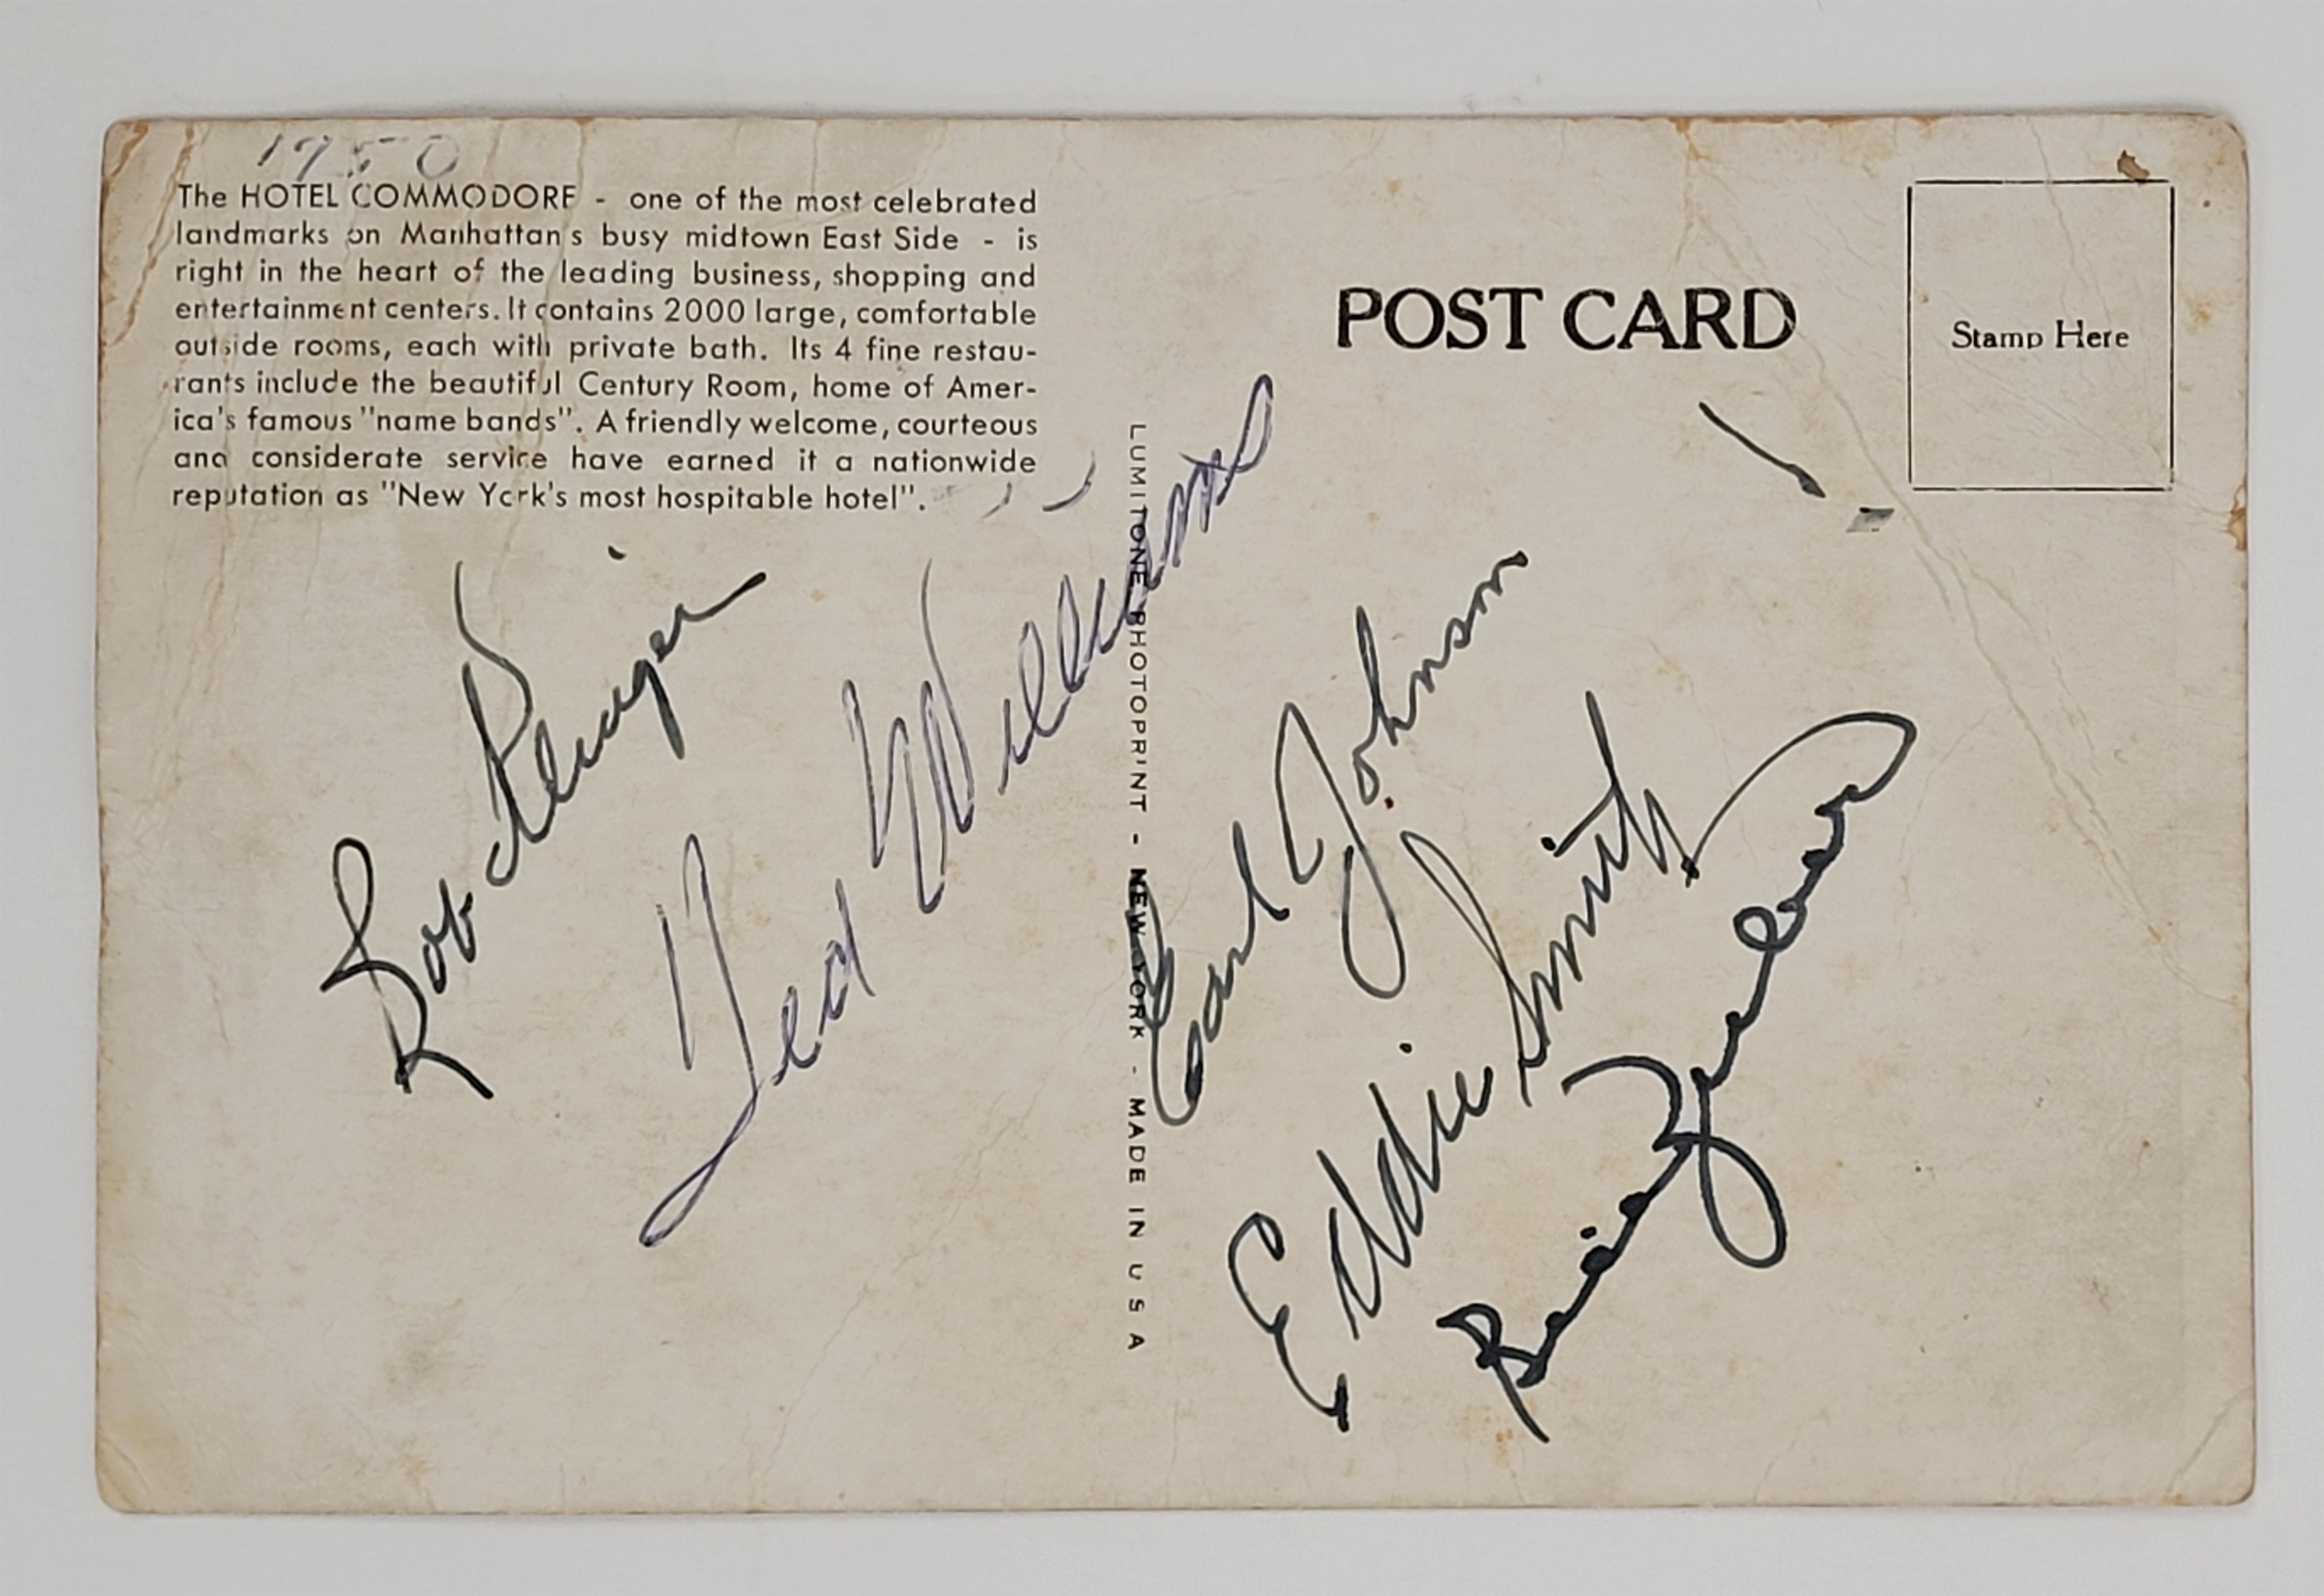 1950
The HOTEL COMMODORE - one of the most celebrated
landmarks on Manhattan's busy midtown East Side - is
right in the heart of the leading business, shopping and
entertainment centers. It contains 2000 large, comfortable
outside rooms, each with private bath. Its 4 fine restau-
rants include the beautiful Century Room, home of Amer-
ica's famous "name bands". A friendly welcome, courteous
and considerate service have earned it a nationwide
reputation as "New York's most hospitable hotel".
POST CARD
Stamp Here
LUMITONE PHOTOPRINT - NEW YORK - MADE IN U S A
Bob
Ted Williams
Earl Johnson
Eddie Smith